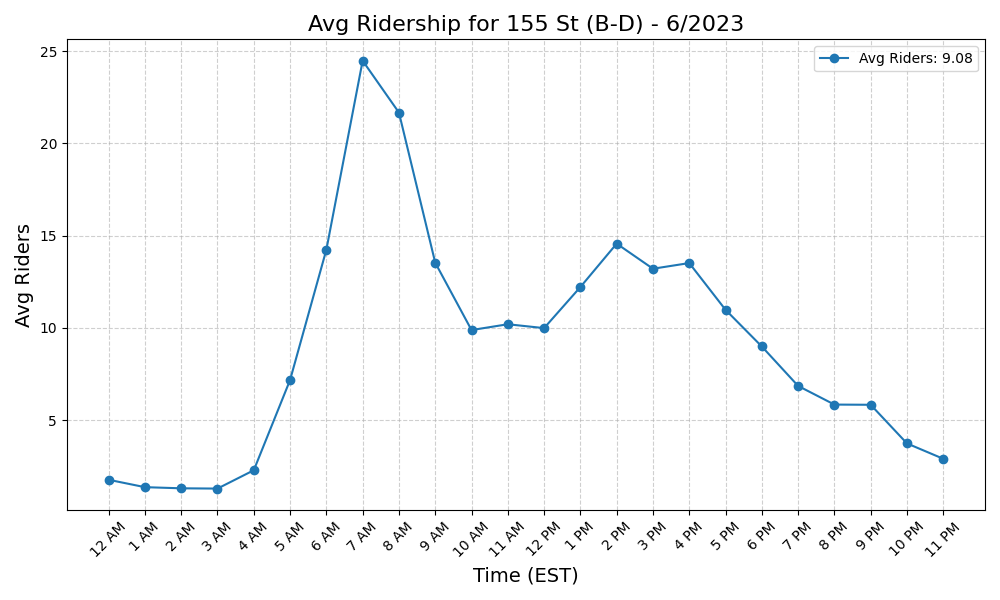 Avg Ridership for 155 St (B-D) - 6/2023
Avg Riders: 9.08
Avg Riders
25
20
15
10
5
12 AM
1 AM
2 AM
3 AM
4 AM
5 AM
6 AM
7 AM
8 AM
9 AM
10 AM
11 AM
12 PM
1 PM
2 PM
3 PM
4 PM
5 PM
6 PM
7 PM
8 PM
9 PM
10 PM
11 PM
Time (EST)